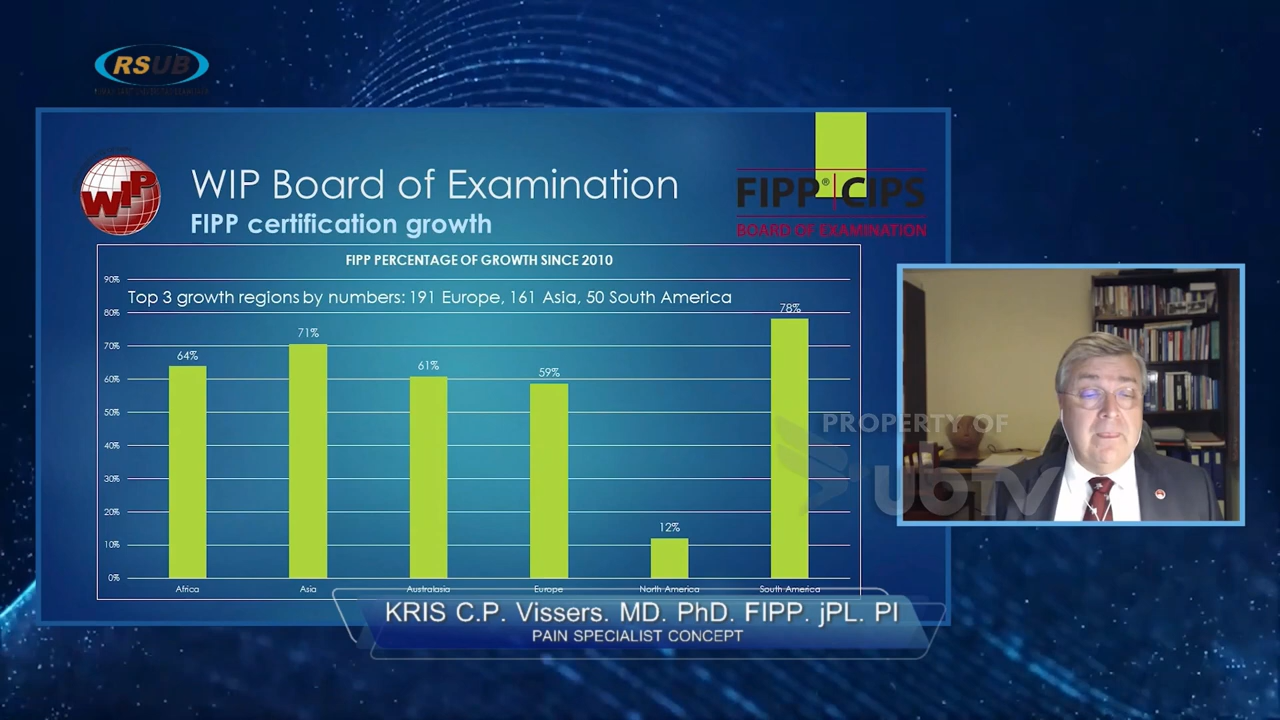 RSUB
WIP
WIP Board of Examination
FIPP certification growth
FIPP® CIPS
BOARD OF EXAMINATION
FIPP PERCENTAGE OF GROWTH SINCE 2010
Top 3 growth regions by numbers: 191 Europe, 161 Asia, 50 South America
90%
80%
70%
60%
50%
40%
30%
20%
10%
0%
64%
71%
61%
59%
12%
78%
Africa
Asia
Australasia
Europe
North America
South America
PROPERTY OF
UBTV
KRIS C.P. Vissers. MD. PhD. FIPP. jPL. PI
PAIN SPECIALIST CONCEPT